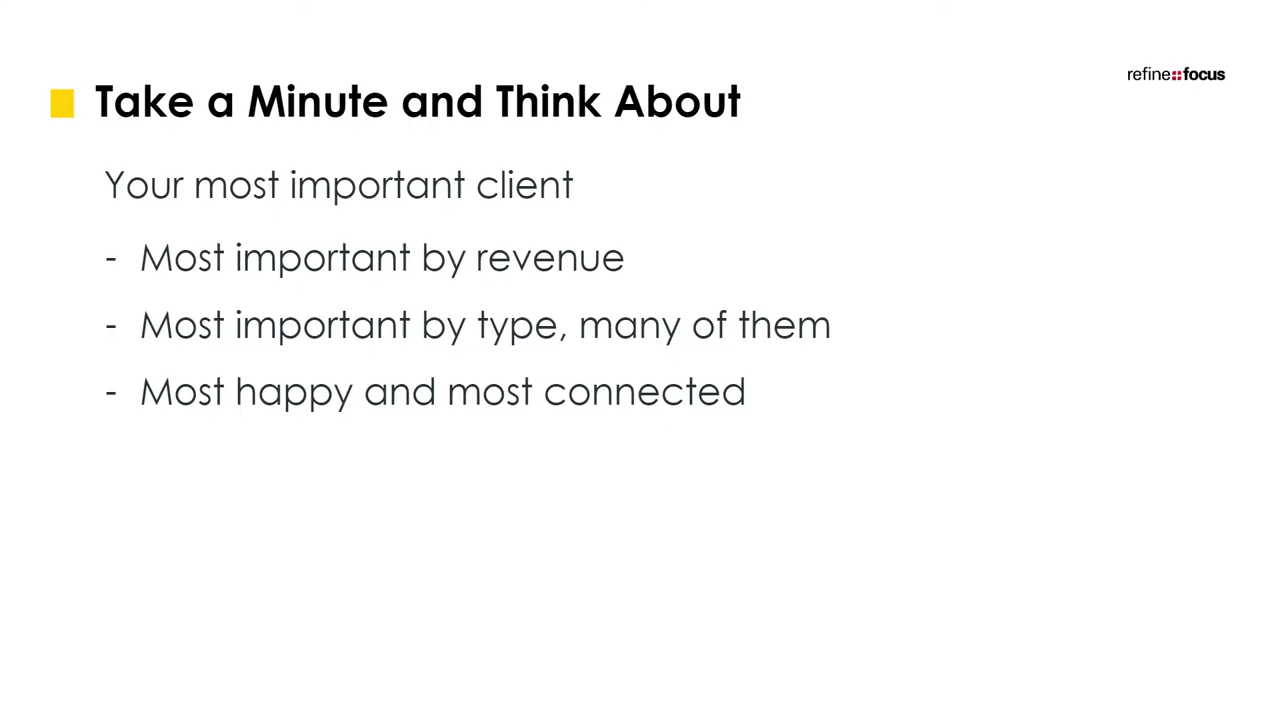 refine focus
Take a Minute and Think About
Your most important client
- Most important by revenue
- Most important by type, many of them
- Most happy and most connected